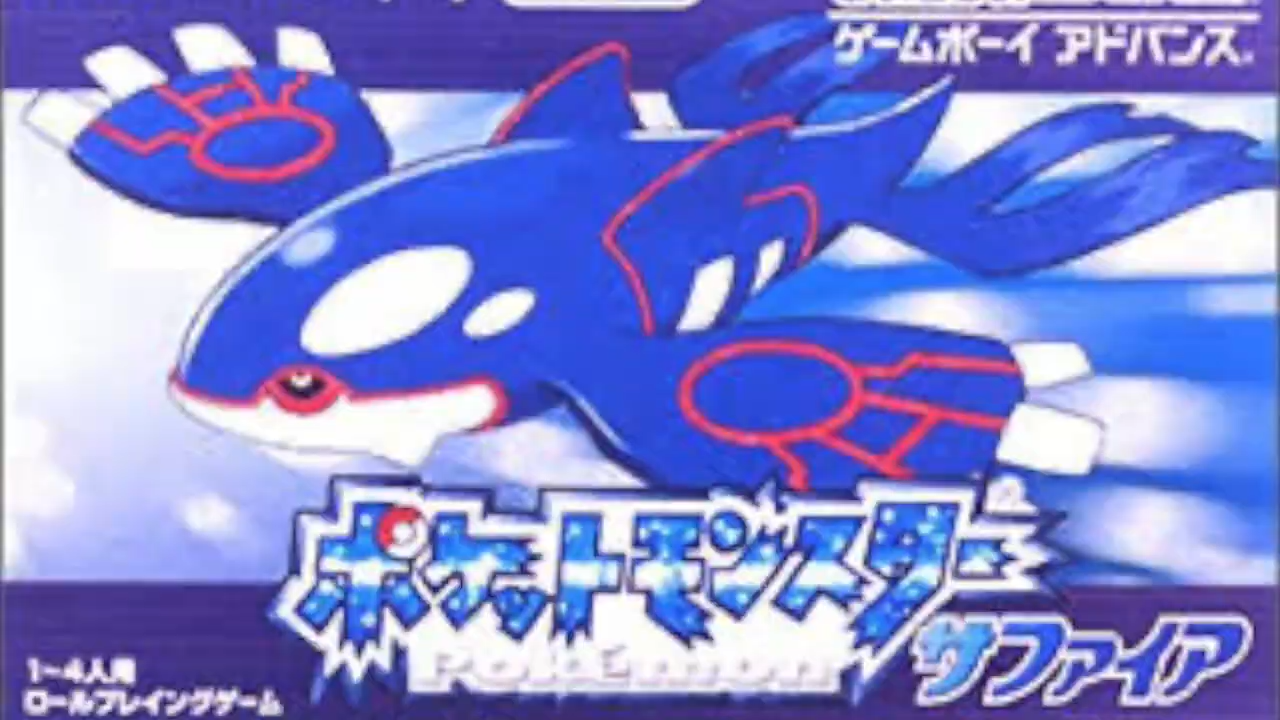 ゲームボーイ アドバンス
ポケットモンスター
Pokémon
サファイア
1~4人用
ロールプレイングゲーム